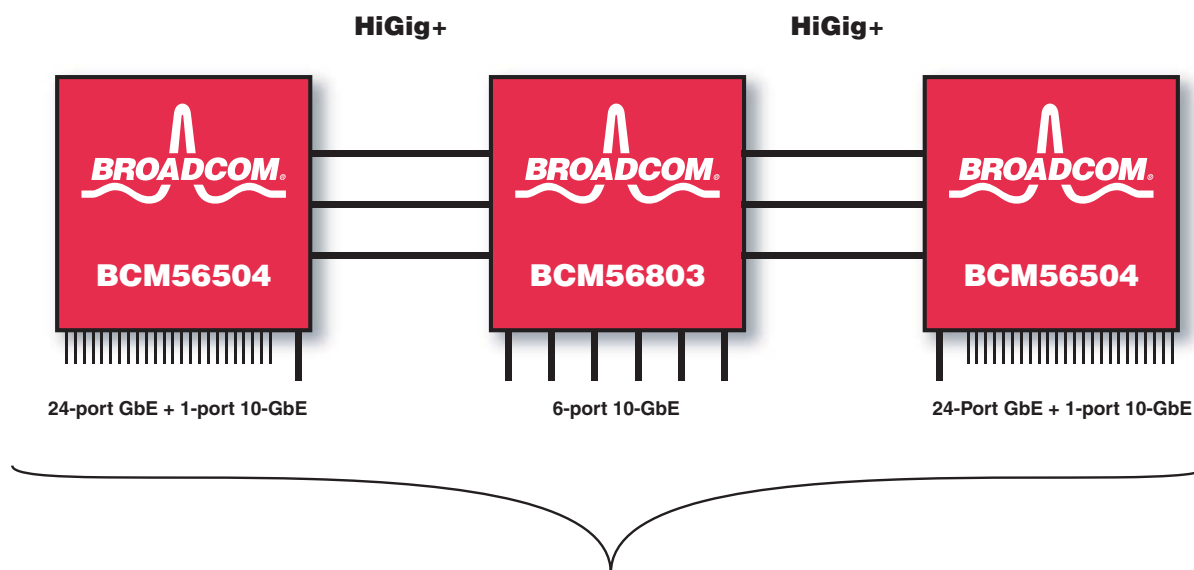 HiGig+ HiGig+
BROADCOM® BROADCOM® BROADCOM®
BCM56504 BCM56803 BCM56504
24-port GbE + 1-port 10-GbE 6-port 10-GbE 24-Port GbE + 1-port 10-GbE